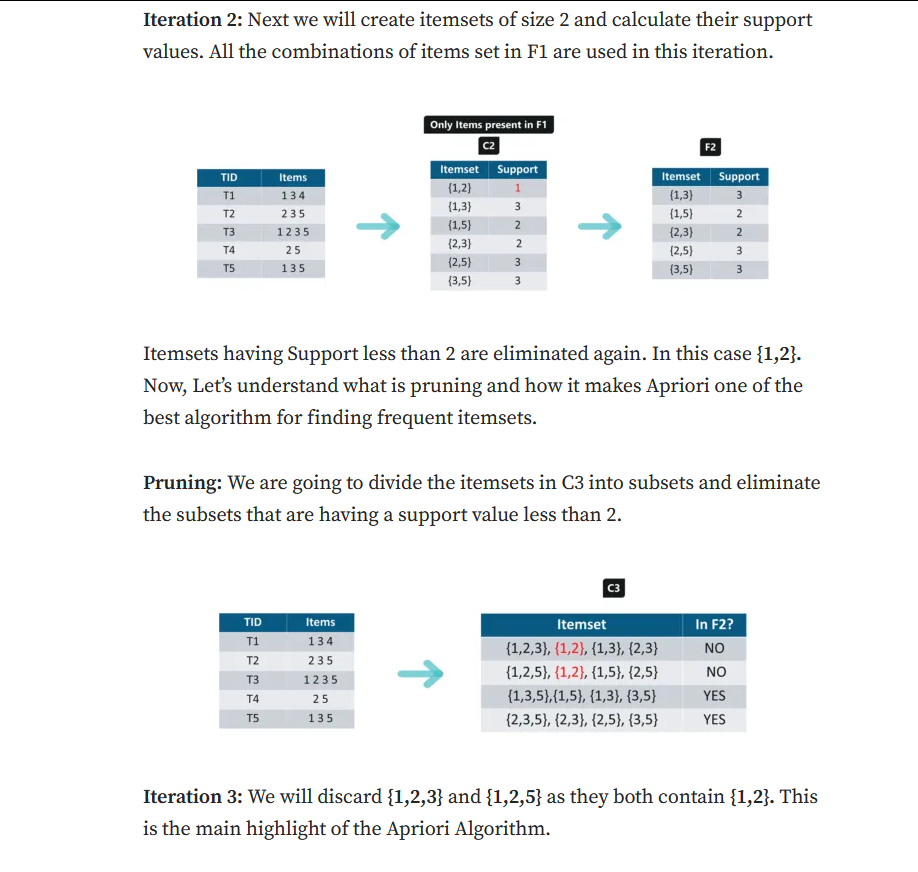 Iteration 2: Next we will create itemsets of size 2 and calculate their support
values. All the combinations of items set in F1 are used in this iteration.
Only Items present in F1
C2
F2
TID Items
T1 1 3 4
T2 2 3 5
T3 1 2 3 5
T4 2 5
T5 1 3 5
Itemset Support
{1,2} 1
{1,3} 3
{1,5} 2
{2,3} 2
{2,5} 3
{3,5} 3
Itemset Support
{1,3} 3
{1,5} 2
{2,3} 2
{2,5} 3
{3,5} 3
Itemsets having Support less than 2 are eliminated again. In this case {1,2}.
Now, Let’s understand what is pruning and how it makes Apriori one of the
best algorithm for finding frequent itemsets.
Pruning: We are going to divide the itemsets in C3 into subsets and eliminate
the subsets that are having a support value less than 2.
C3
TID Items
T1 1 3 4
T2 2 3 5
T3 1 2 3 5
T4 2 5
T5 1 3 5
Itemset In F2?
{1,2,3}, {1,2}, {1,3}, {2,3} NO
{1,2,5}, {1,2}, {1,5}, {2,5} NO
{1,3,5},{1,5}, {1,3}, {3,5} YES
{2,3,5}, {2,3}, {2,5}, {3,5} YES
Iteration 3: We will discard {1,2,3} and {1,2,5} as they both contain {1,2}. This
is the main highlight of the Apriori Algorithm.